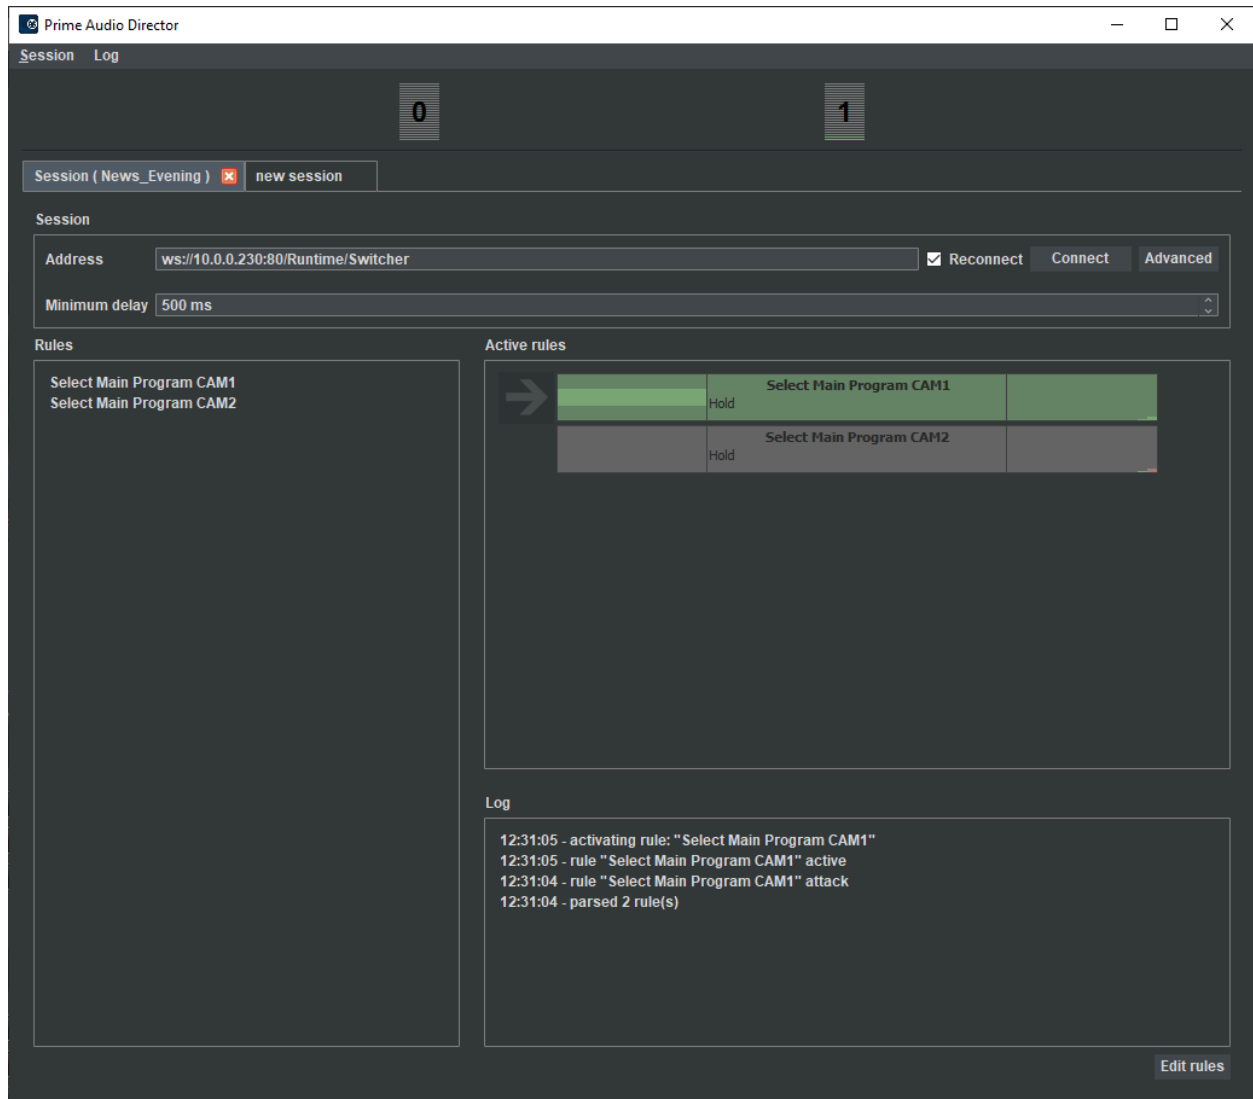 Prime Audio Director
Session Log
0 1
Session ( News_Evening ) new session
Session
Address ws://10.0.0.230:80/Runtime/Switcher Reconnect Connect Advanced
Minimum delay 500 ms
Rules
Select Main Program CAM1
Select Main Program CAM2
Active rules
Select Main Program CAM1
Hold
Select Main Program CAM2
Hold
Log
12:31:05 - activating rule: "Select Main Program CAM1"
12:31:05 - rule "Select Main Program CAM1" active
12:31:04 - rule "Select Main Program CAM1" attack
12:31:04 - parsed 2 rule(s)
Edit rules